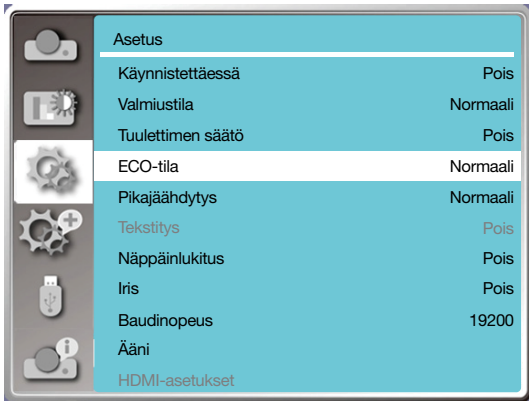 Asetus
Käynnistettäessä Pois
Valmiustila Normaali
Tuulettimen säätö Pois
ECO-tila Normaali
Pikajäähdytys Normaali
Tekstitys Pois
Näppäinlukitus Pois
Iris Pois
Baudinopeus 19200
Ääni
HDMI-asetukset